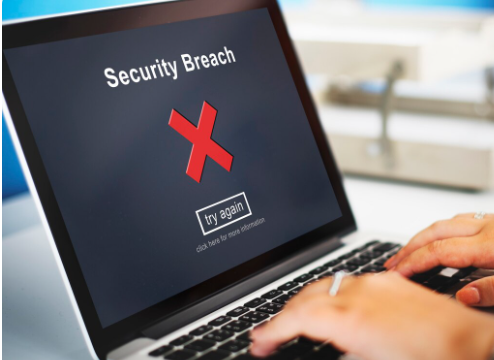 Security Breach
try again
click here for more information